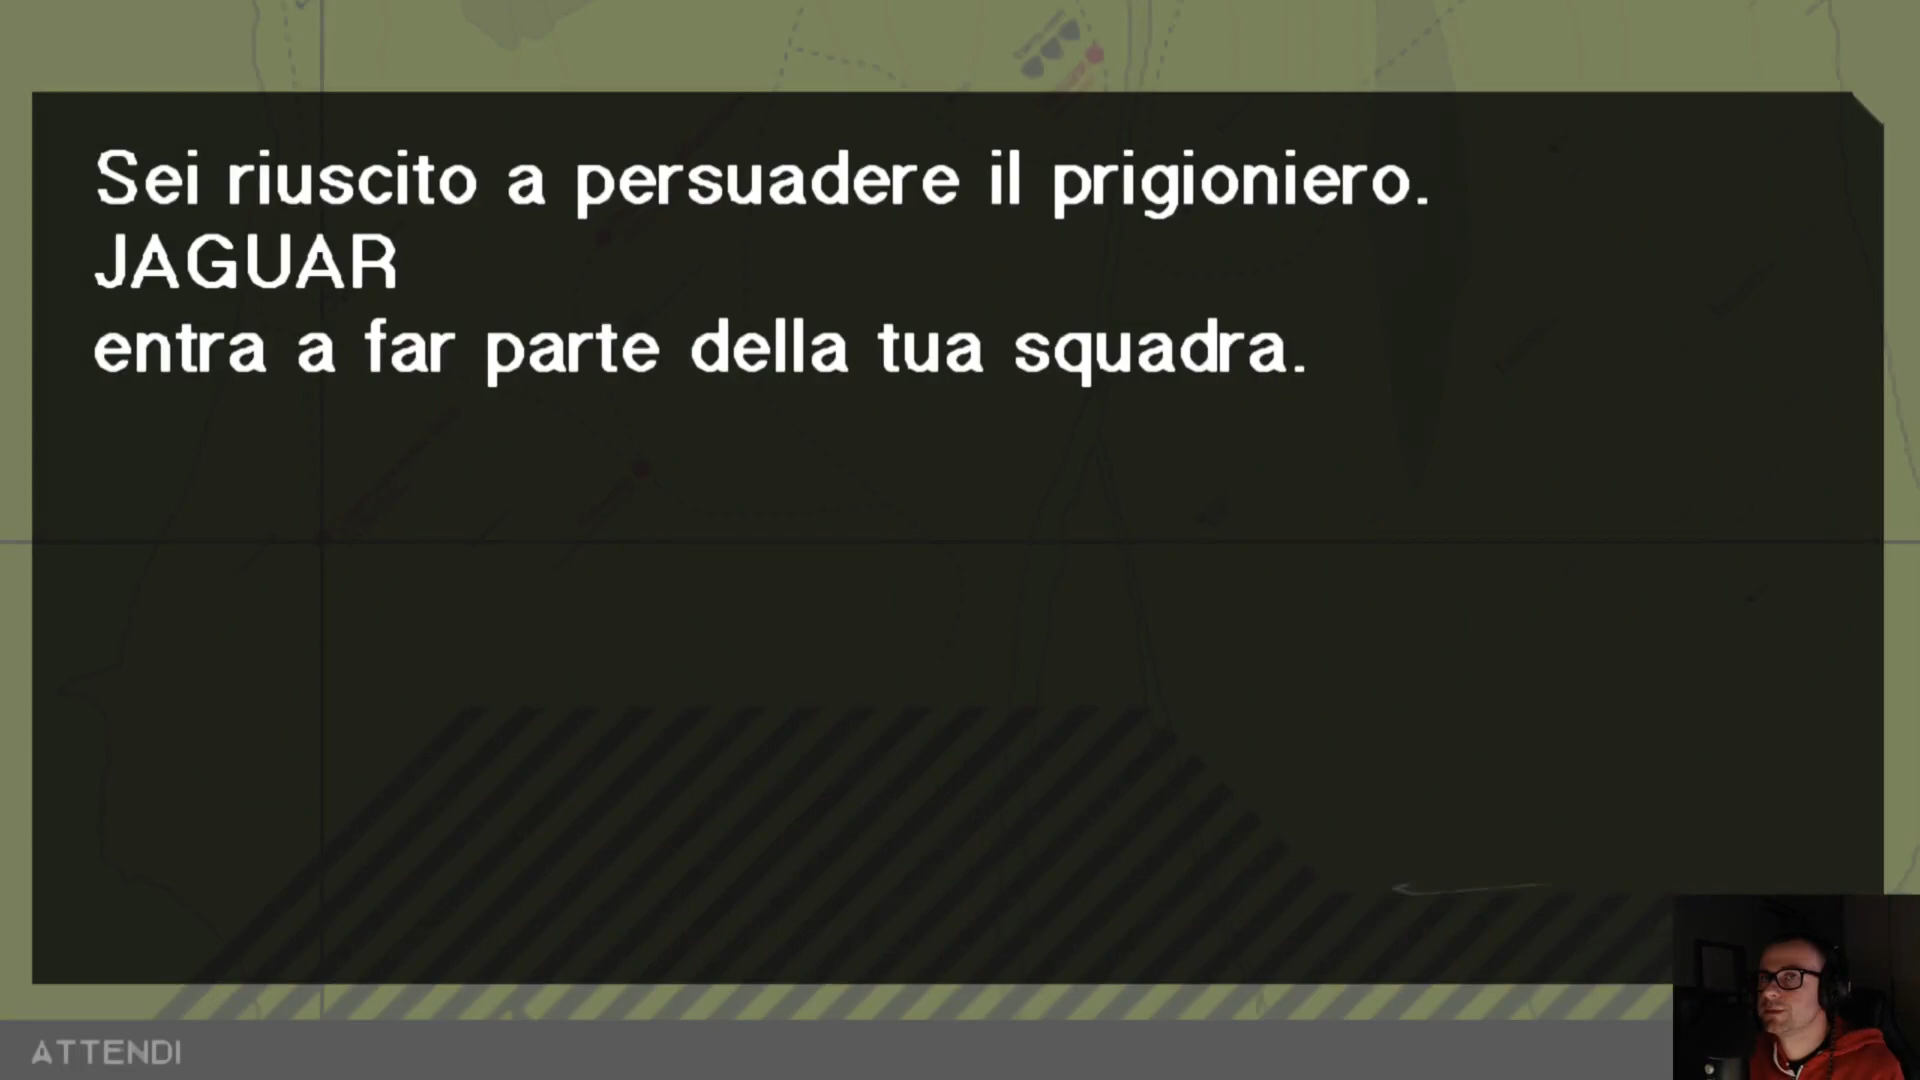 Sei riuscito a persuadere il prigioniero.
JAGUAR
entra a far parte della tua squadra.
ATTENDI